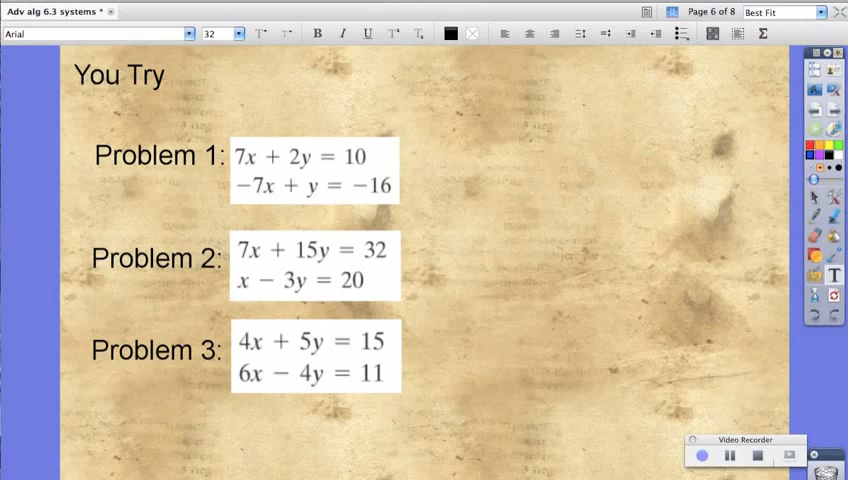 Adv alg 6.3 systems *
Page 6 of 8
Best Fit
Arial
32
B I U
You Try
Problem 1:
7x + 2y = 10
−7x + y = −16
Problem 2:
7x + 15y = 32
x − 3y = 20
Problem 3:
4x + 5y = 15
6x − 4y = 11
Video Recorder